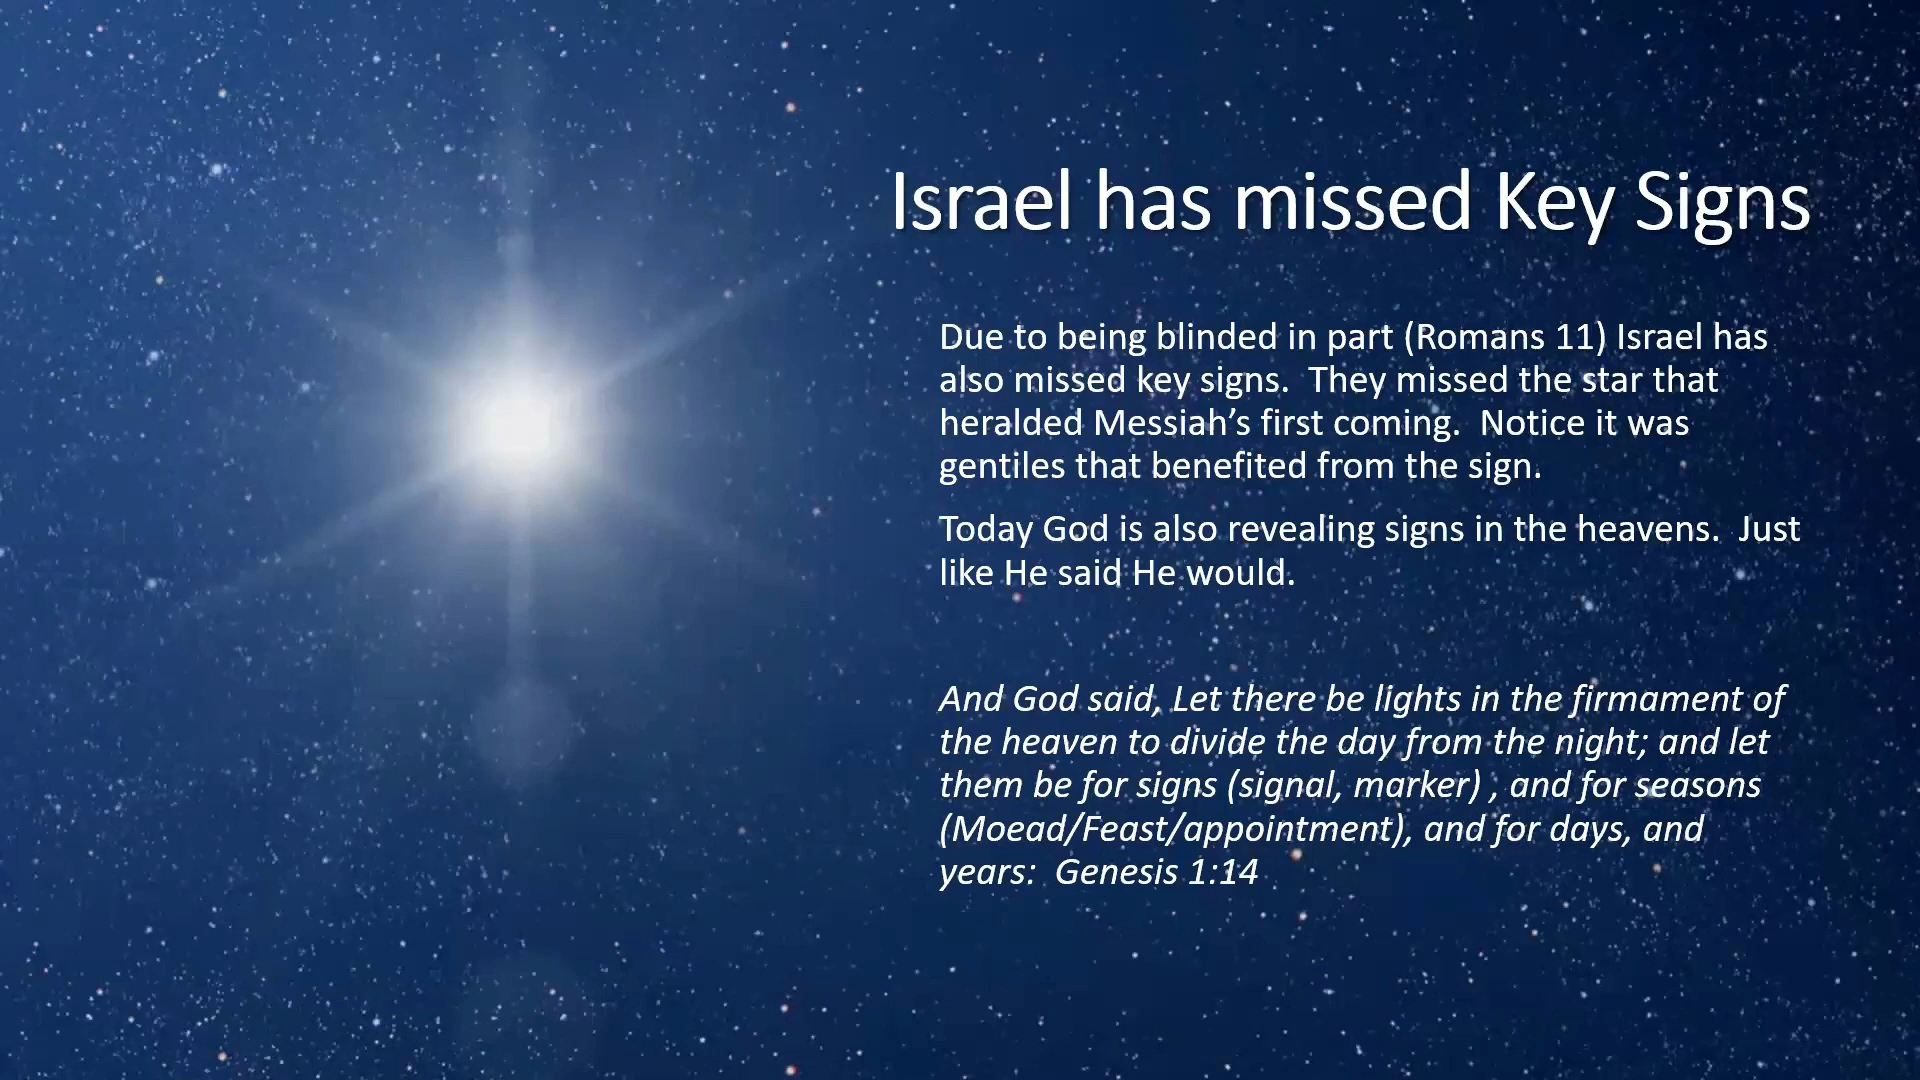 Israel has missed Key Signs
Due to being blinded in part (Romans 11) Israel has
also missed key signs.  They missed the star that
heralded Messiah’s first coming.  Notice it was
gentiles that benefited from the sign.
Today God is also revealing signs in the heavens.  Just
like He said He would.
And God said, Let there be lights in the firmament of
the heaven to divide the day from the night; and let
them be for signs (signal, marker) , and for seasons
(Moead/Feast/appointment), and for days, and
years:  Genesis 1:14